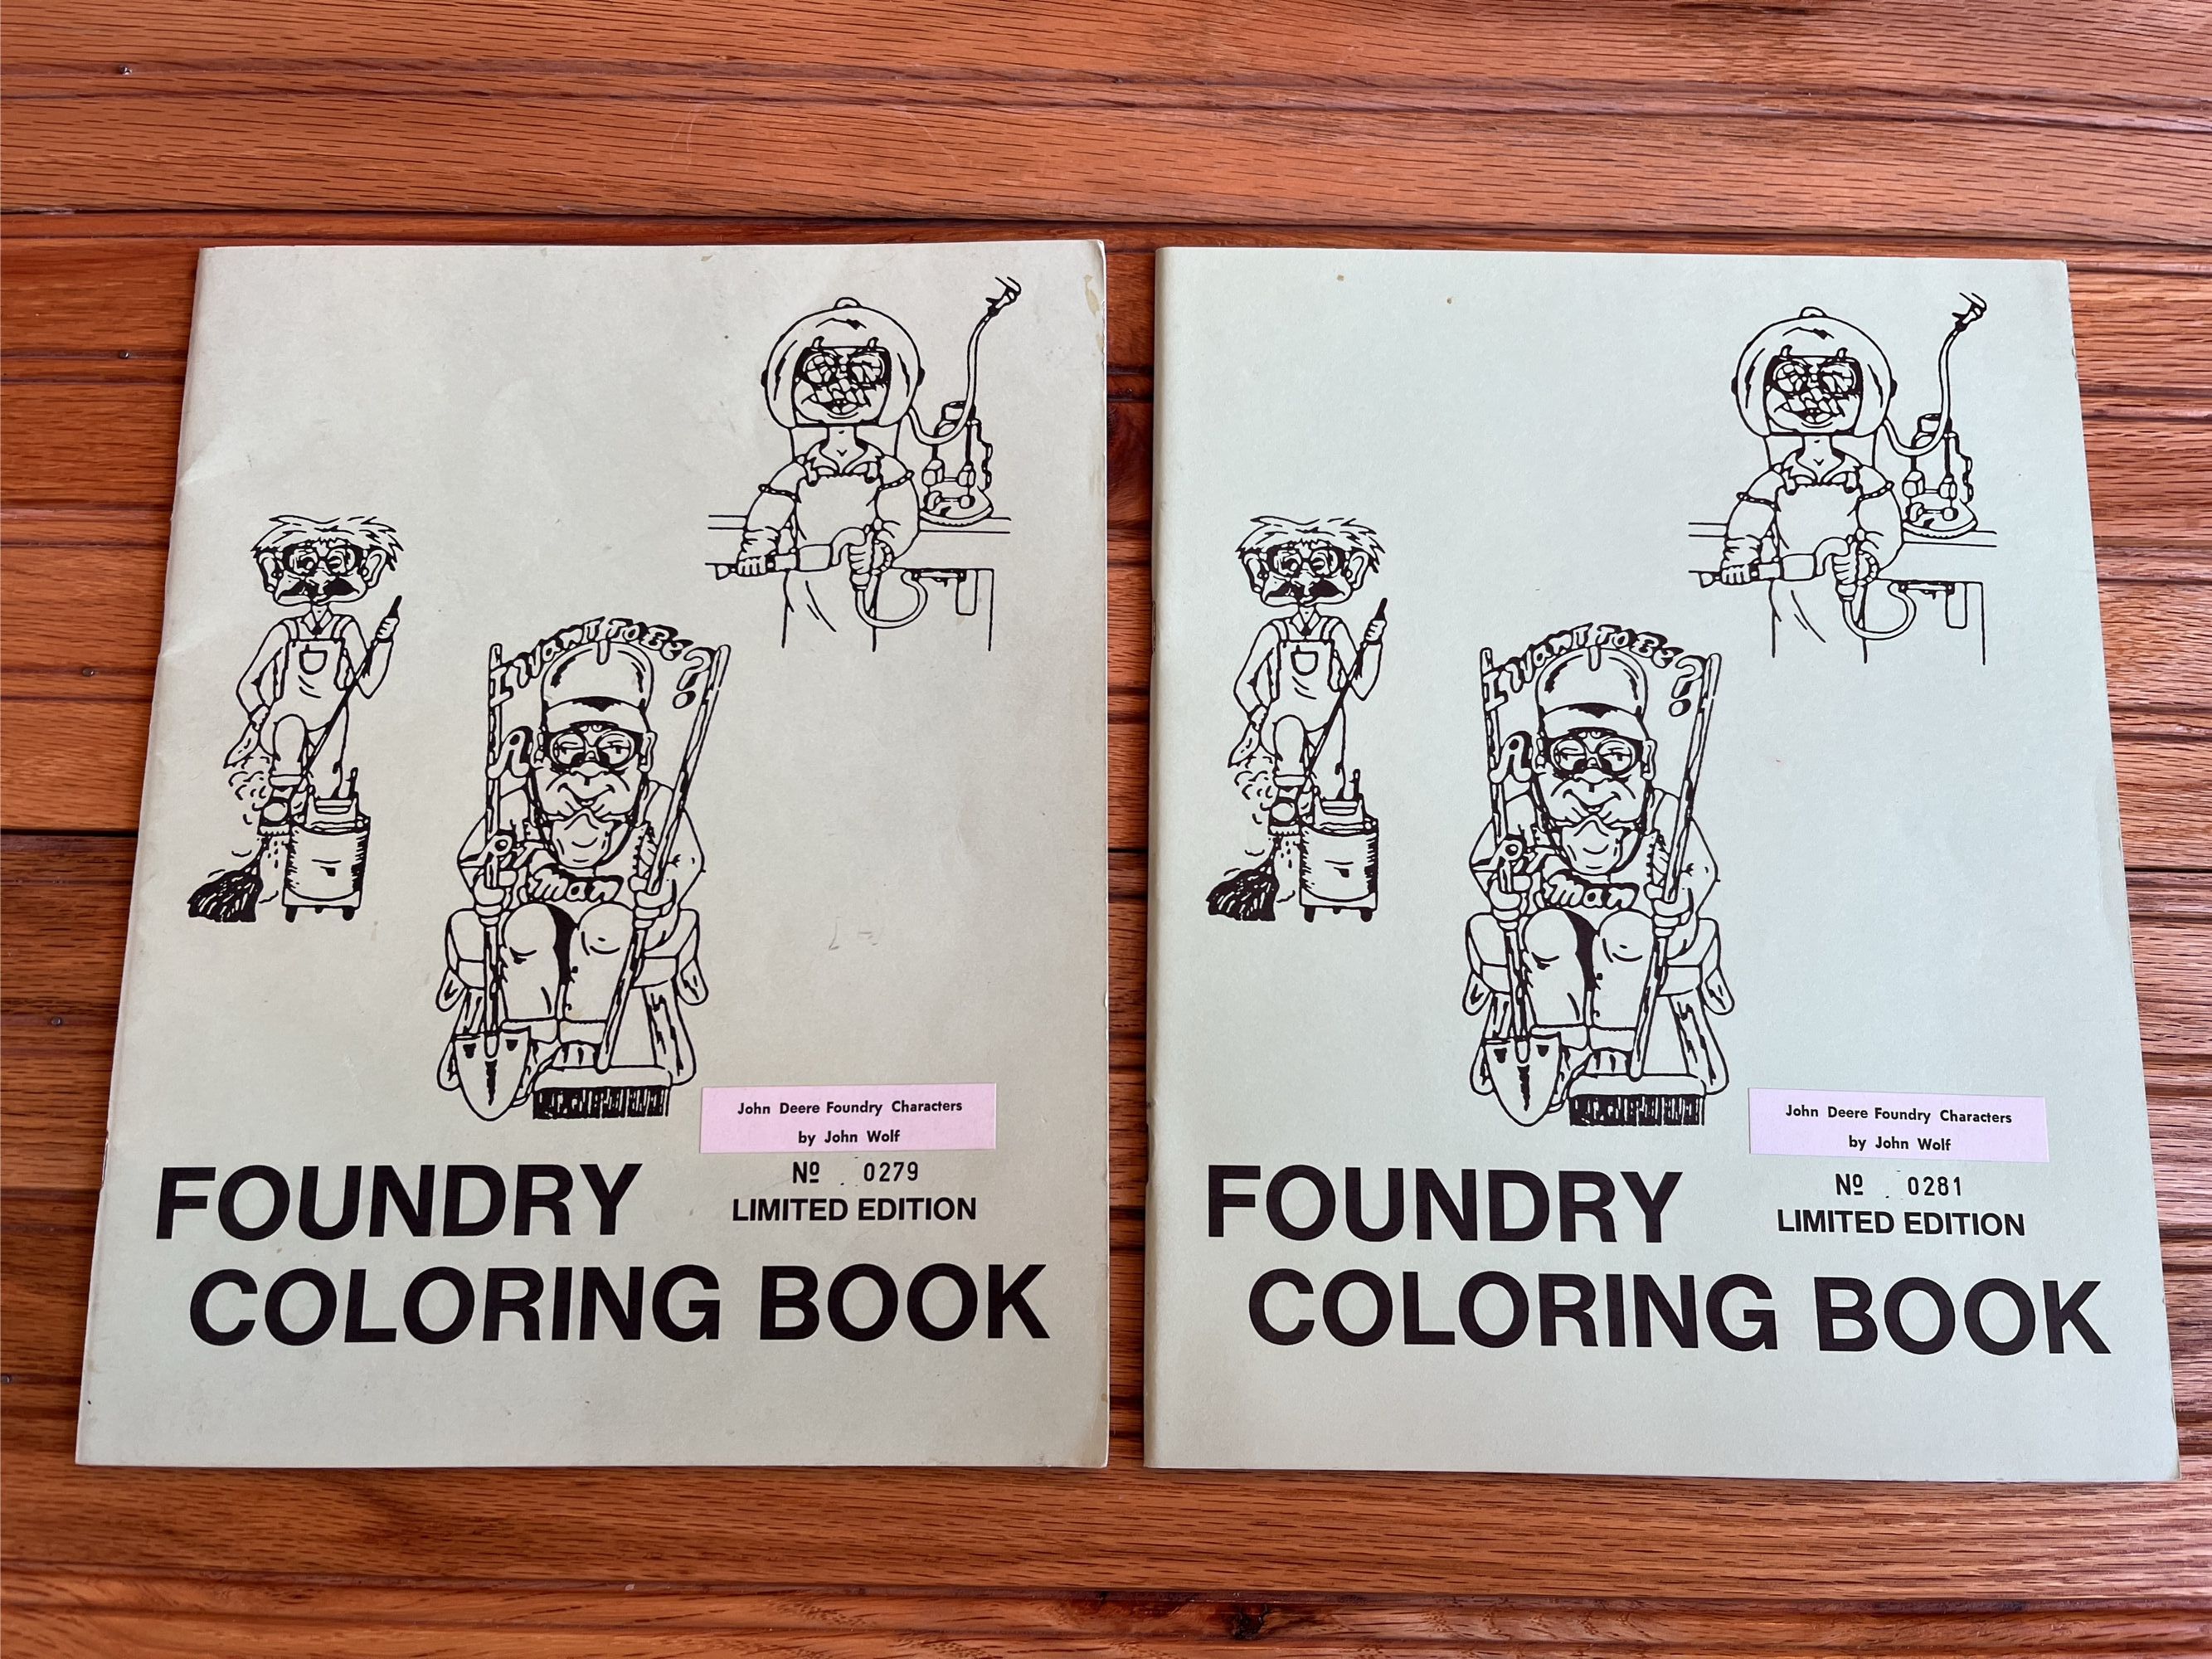 I Want To Be?
A
Man
John Deere Foundry Characters
by John Wolf
Nº 0279
LIMITED EDITION
FOUNDRY
COLORING BOOK
I Want To Be?
A
Man
John Deere Foundry Characters
by John Wolf
Nº 0281
LIMITED EDITION
FOUNDRY
COLORING BOOK